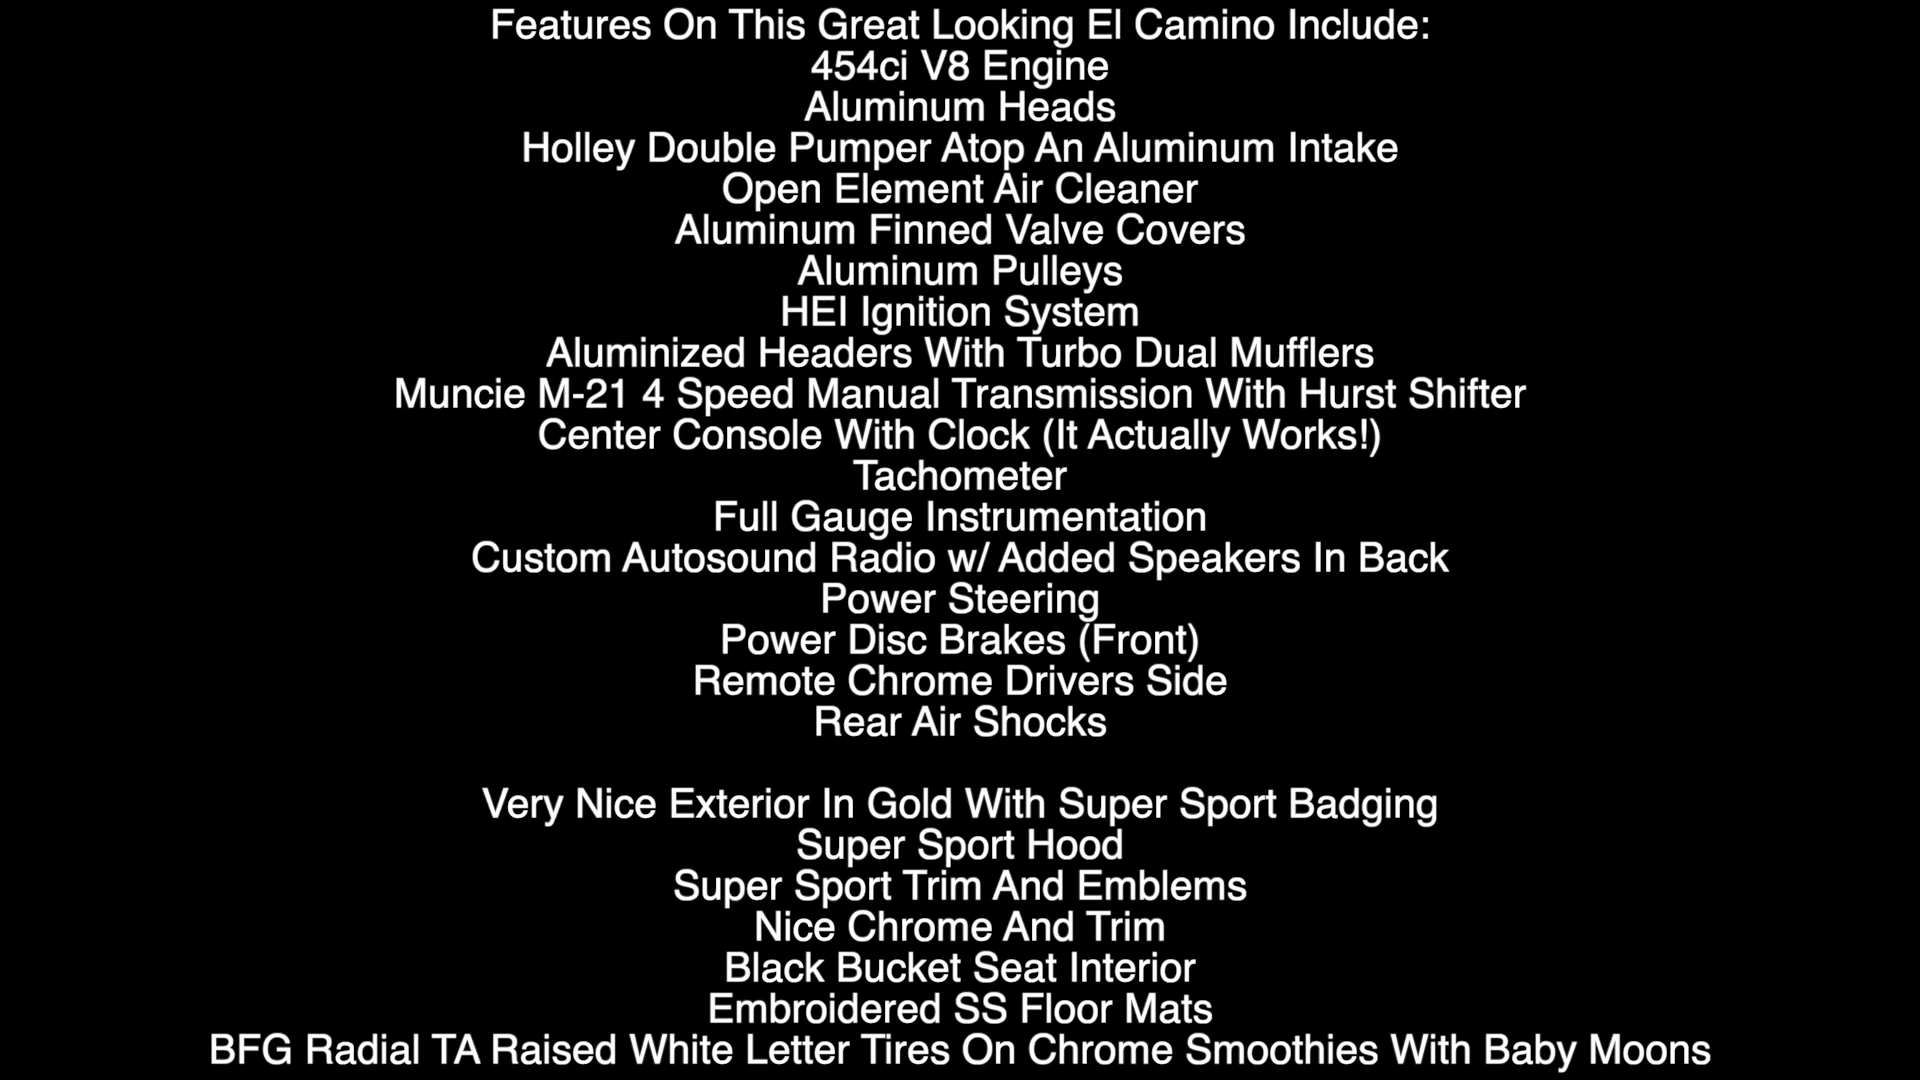 Features On This Great Looking El Camino Include:
454ci V8 Engine
Aluminum Heads
Holley Double Pumper Atop An Aluminum Intake
Open Element Air Cleaner
Aluminum Finned Valve Covers
Aluminum Pulleys
HEI Ignition System
Aluminized Headers With Turbo Dual Mufflers
Muncie M-21 4 Speed Manual Transmission With Hurst Shifter
Center Console With Clock (It Actually Works!)
Tachometer
Full Gauge Instrumentation
Custom Autosound Radio w/ Added Speakers In Back
Power Steering
Power Disc Brakes (Front)
Remote Chrome Drivers Side
Rear Air Shocks
Very Nice Exterior In Gold With Super Sport Badging
Super Sport Hood
Super Sport Trim And Emblems
Nice Chrome And Trim
Black Bucket Seat Interior
Embroidered SS Floor Mats
BFG Radial TA Raised White Letter Tires On Chrome Smoothies With Baby Moons